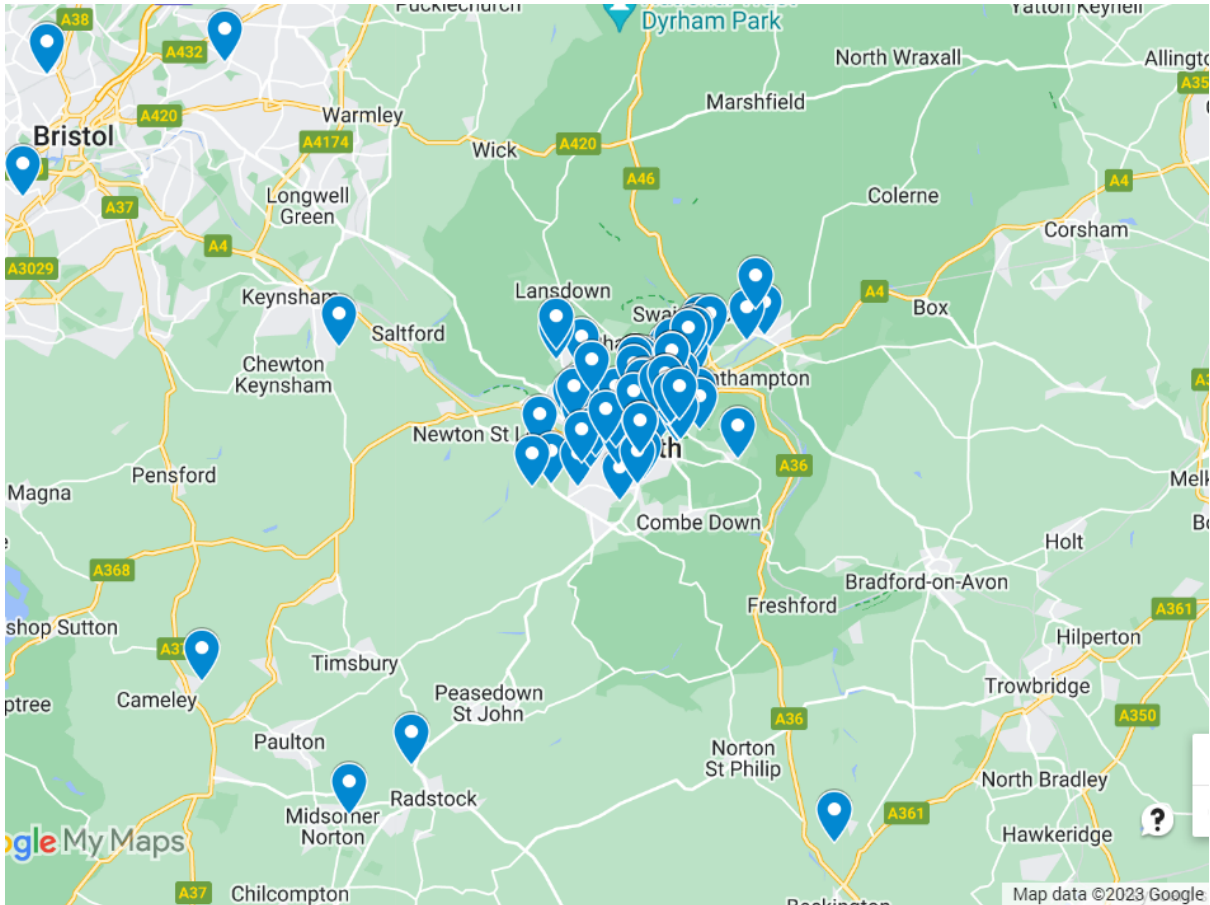 A38
Pucklechurch
Dyrham Park
Yatton Keynell
A432
North Wraxall
Allingto
Marshfield
A420
Warmley
Bristol
A4174
Wick
A420
A46
A4
Longwell
Green
Colerne
A37
A4
Corsham
A3029
Keynsham
Lansdown
Swai
A4
Box
Saltford
Chewton
Keynsham
nthampton
Newton St L
th
Pensford
A36
Magna
Melk
Combe Down
Holt
A368
Bradford-on-Avon
Freshford
A361
shop Sutton
Hilperton
A37
Timsbury
Cameley
Peasedown
St John
Trowbridge
ptree
A36
A350
Paulton
Norton
St Philip
North Bradley
Radstock
Midsomer
Norton
A361
?
Hawkeridge
ogle My Maps
A37
Chilcompton
Map data ©2023 Google